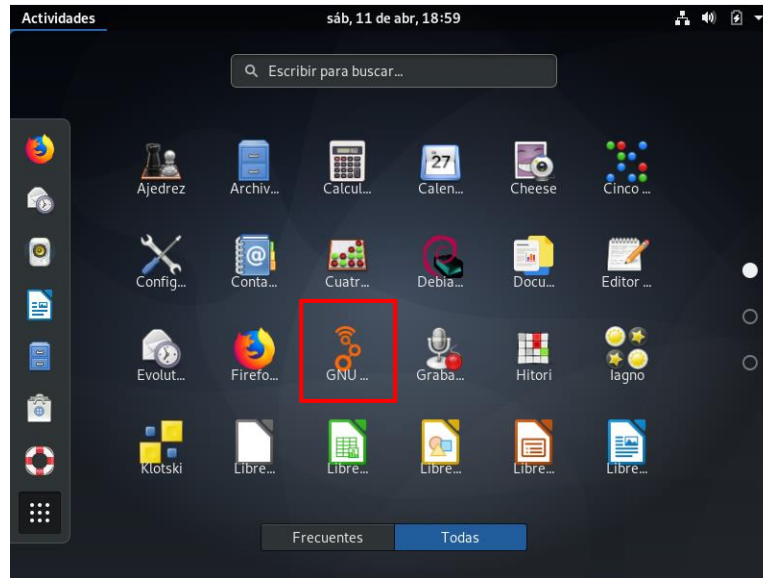 Actividades sáb, 11 de abr, 18:59
Escribir para buscar...
Ajedrez Archiv... Calcul... 27 Calen... Cheese Cinco ...
Config... @ Conta... Cuatr... Debia... Docu... Editor ...
Evolut... Firefo... GNU ... Graba... Hitori Iagno
Klotski Libre... Libre... Libre... Libre... Libre...
Frecuentes Todas